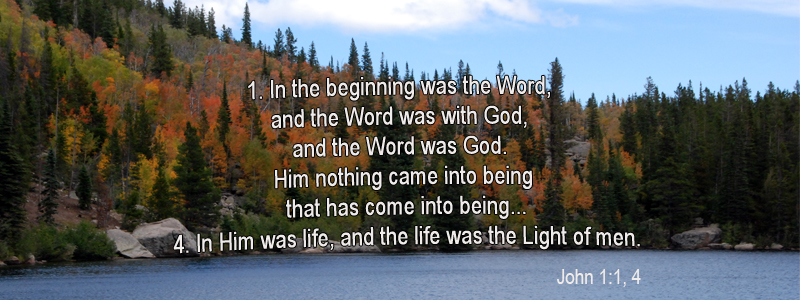 1. In the beginning was the Word,
and the Word was with God,
and the Word was God.
Him nothing came into being
that has come into being...
4. In Him was life, and the life was the Light of men.
John 1:1, 4